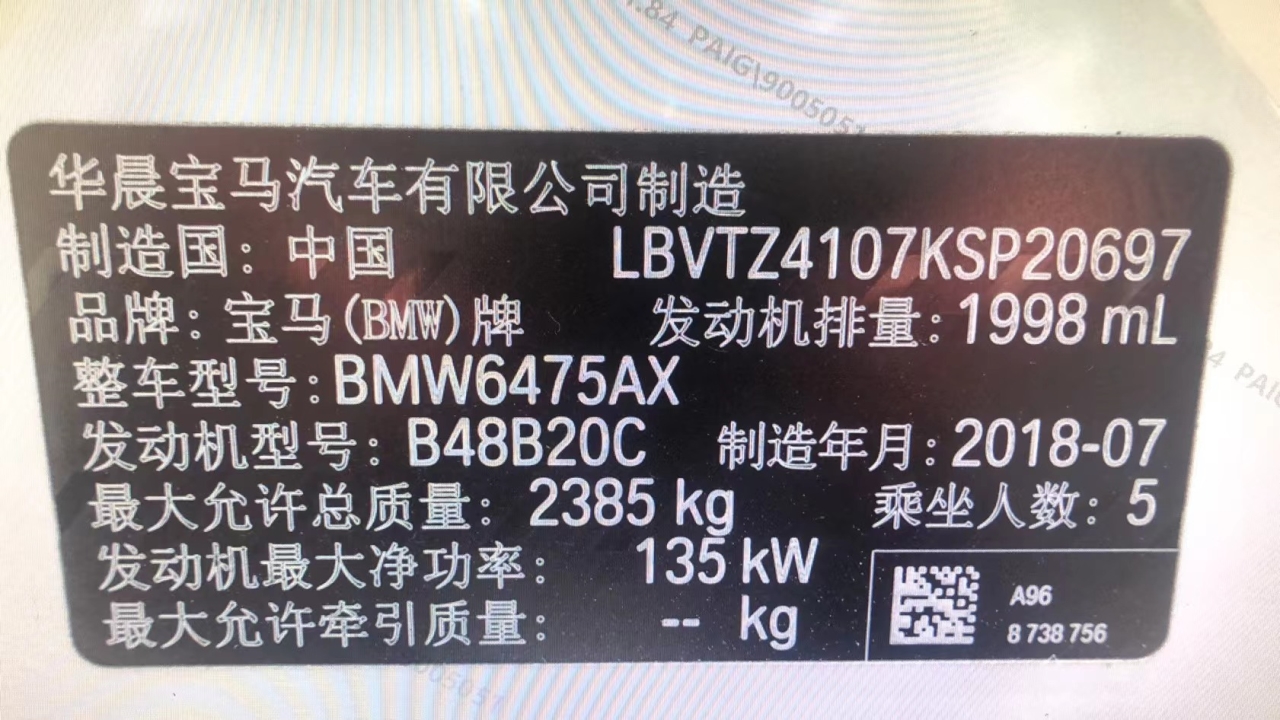 .84 PAIG\900505
华晨宝马汽车有限公司制造
制造国：中国 LBVTZ4107KSP20697
品牌：宝马(BMW)牌 发动机排量：1998 mL
整车型号：BMW6475AX
发动机型号：B48B20C 制造年月：2018-07
最大允许总质量：2385 kg 乘坐人数：5
发动机最大净功率：135 kW
最大允许牵引质量：-- kg
A96
8 738 756